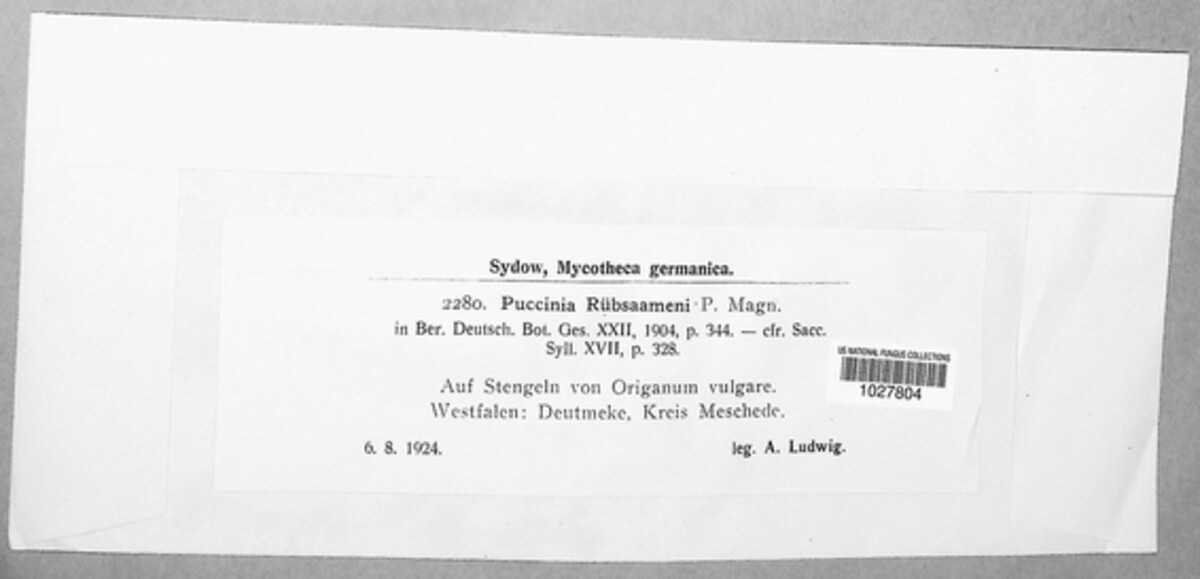 Sydow, Mycotheca germanica.
2280. Puccinia Rübsaameni P. Magn.
in Ber. Deutsch. Bot. Ges. XXII, 1904, p. 344. — cfr. Sacc.
Syll. XVII, p. 328.
US NATIONAL FUNGUS COLLECTIONS
1027804
Auf Stengeln von Origanum vulgare.
Westfalen: Deutmeke, Kreis Meschede.
6. 8. 1924. leg. A. Ludwig.